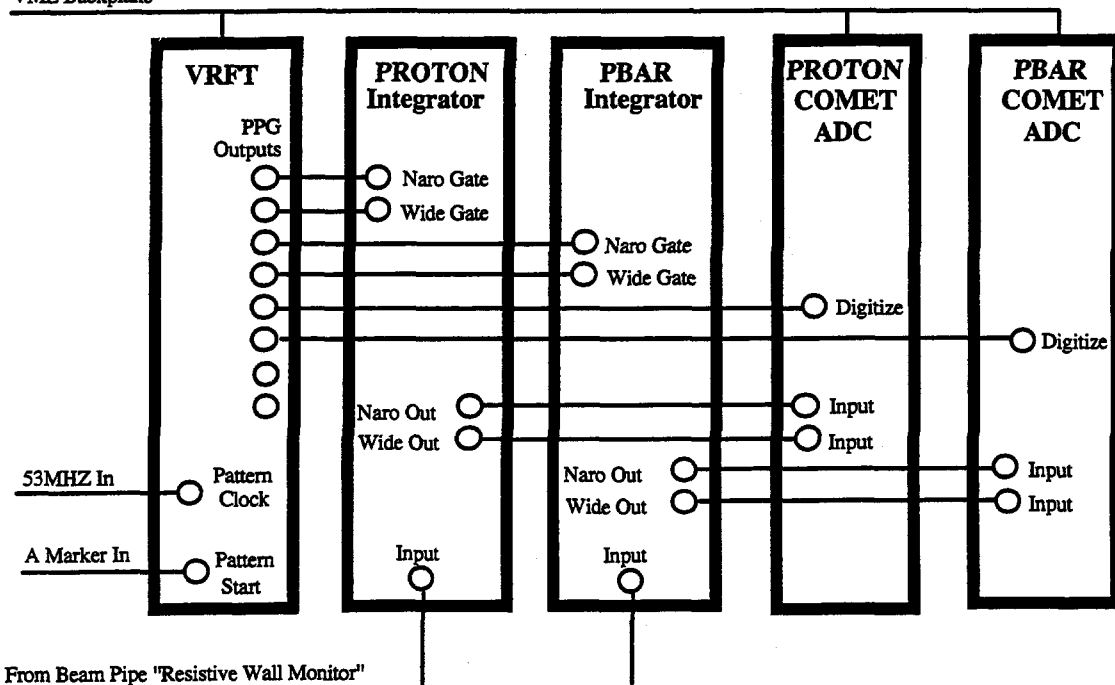 VRFT
PROTON
Integrator
PBAR
Integrator
PROTON
COMET
ADC
PBAR
COMET
ADC
PPG
Outputs
Naro Gate
Wide Gate
Naro Gate
Wide Gate
Digitize
Digitize
Naro Out
Wide Out
Input
Input
Naro Out
Wide Out
Input
Input
53MHZ In
Pattern
Clock
A Marker In
Pattern
Start
Input
Input
From Beam Pipe "Resistive Wall Monitor"